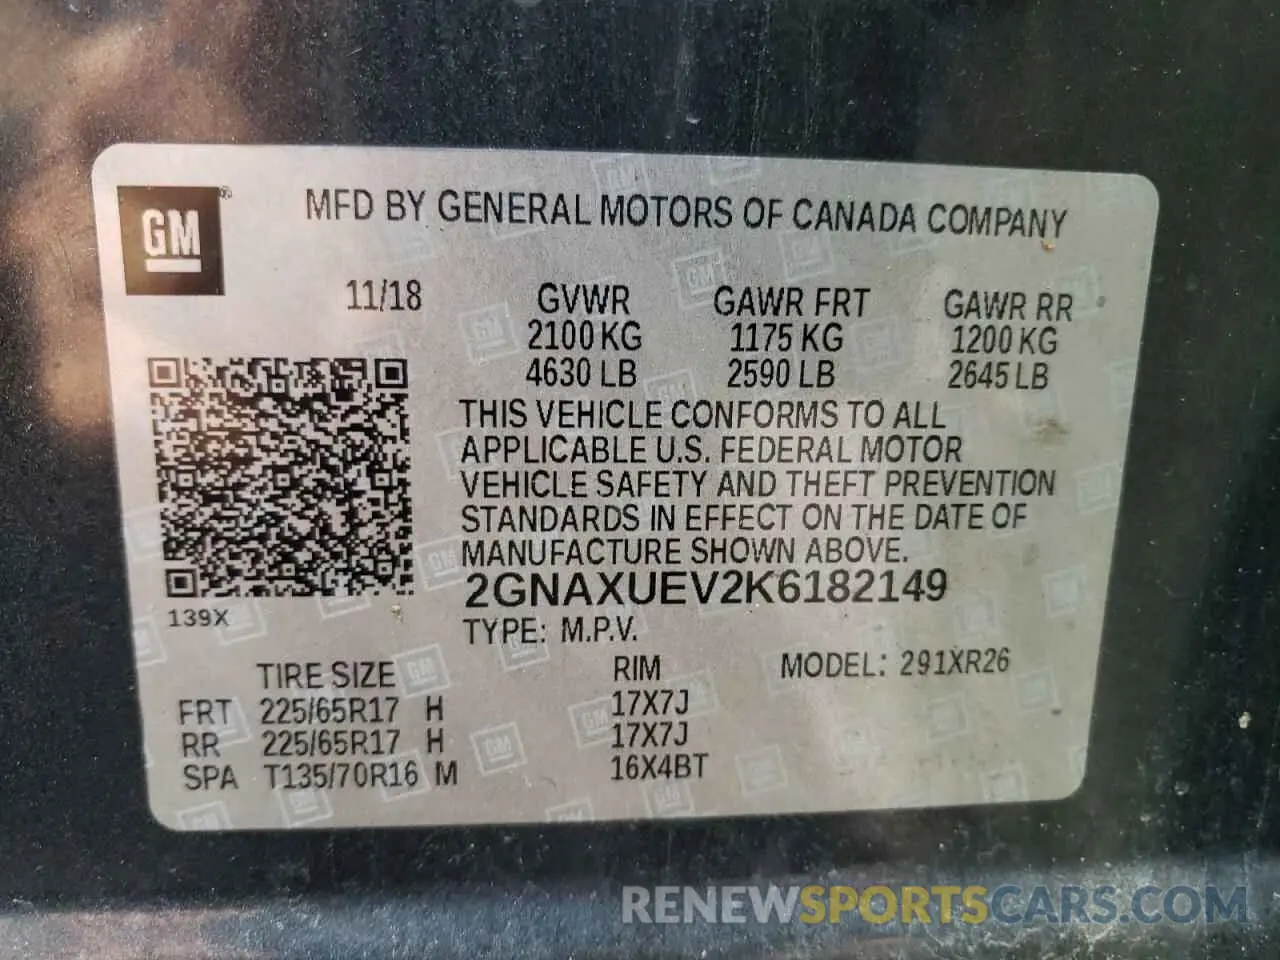 GM®
MFD BY GENERAL MOTORS OF CANADA COMPANY
11/18
GVWR GAWR FRT GAWR RR
2100 KG 1175 KG 1200 KG
4630 LB 2590 LB 2645 LB
THIS VEHICLE CONFORMS TO ALL
APPLICABLE U.S. FEDERAL MOTOR
VEHICLE SAFETY AND THEFT PREVENTION
STANDARDS IN EFFECT ON THE DATE OF
MANUFACTURE SHOWN ABOVE.
2GNAXUEV2K6182149
139X
TYPE: M.P.V.
TIRE SIZE RIM MODEL: 291XR26
FRT 225/65R17 H 17X7J
RR 225/65R17 H 17X7J
SPA T135/70R16 M 16X4BT
RENEWSPORTSCARS.COM